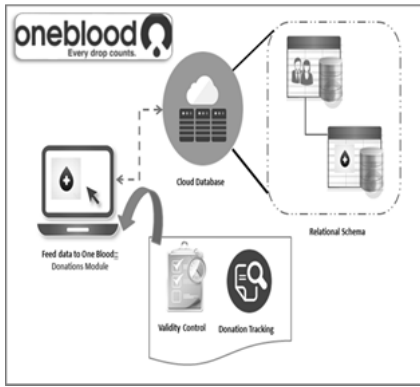 oneblood
Every drop counts.
Cloud Database
Relational Schema
Feed data to One Blood::
Donations Module
Validity Control
Donation Tracking